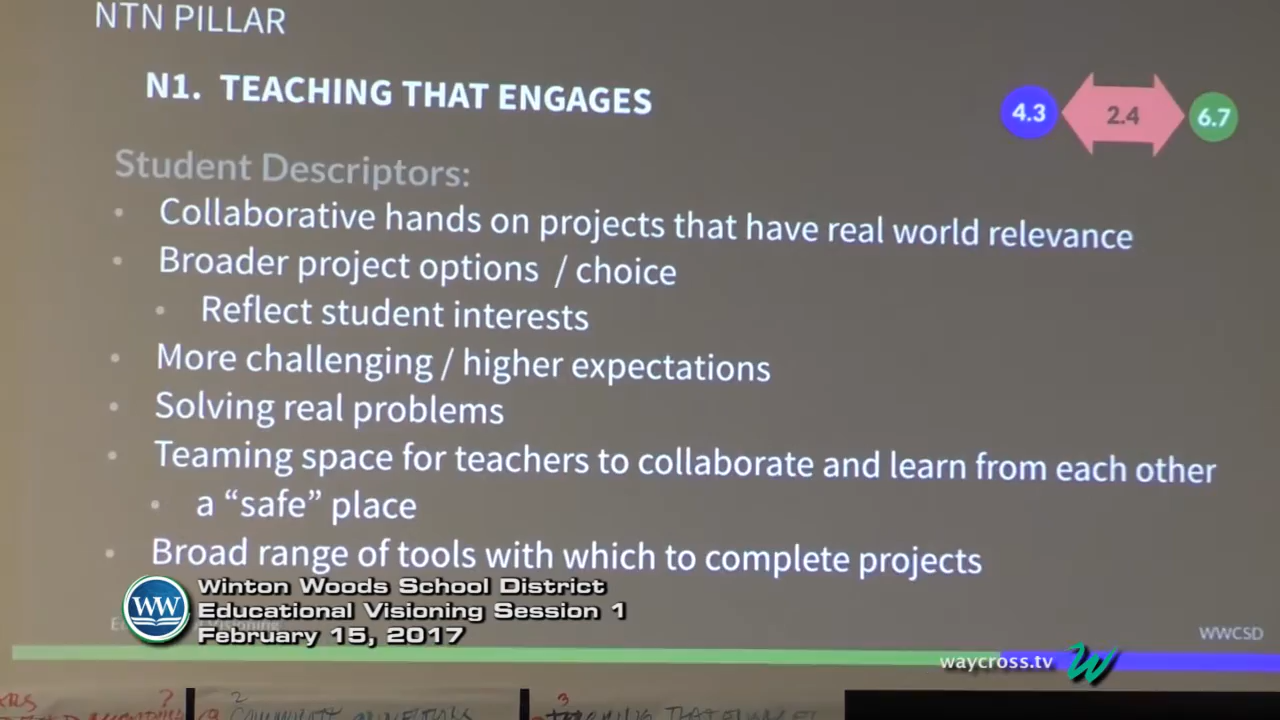 NTN PILLAR
N1. TEACHING THAT ENGAGES
4.3 2.4 6.7
Student Descriptors:
• Collaborative hands on projects that have real world relevance
• Broader project options / choice
• Reflect student interests
• More challenging / higher expectations
• Solving real problems
• Teaming space for teachers to collaborate and learn from each other
• a “safe” place
• Broad range of tools with which to complete projects
WW
Winton Woods School District
Educational Visioning Session 1
February 15, 2017
WWCSD
waycross.tv W
2
3